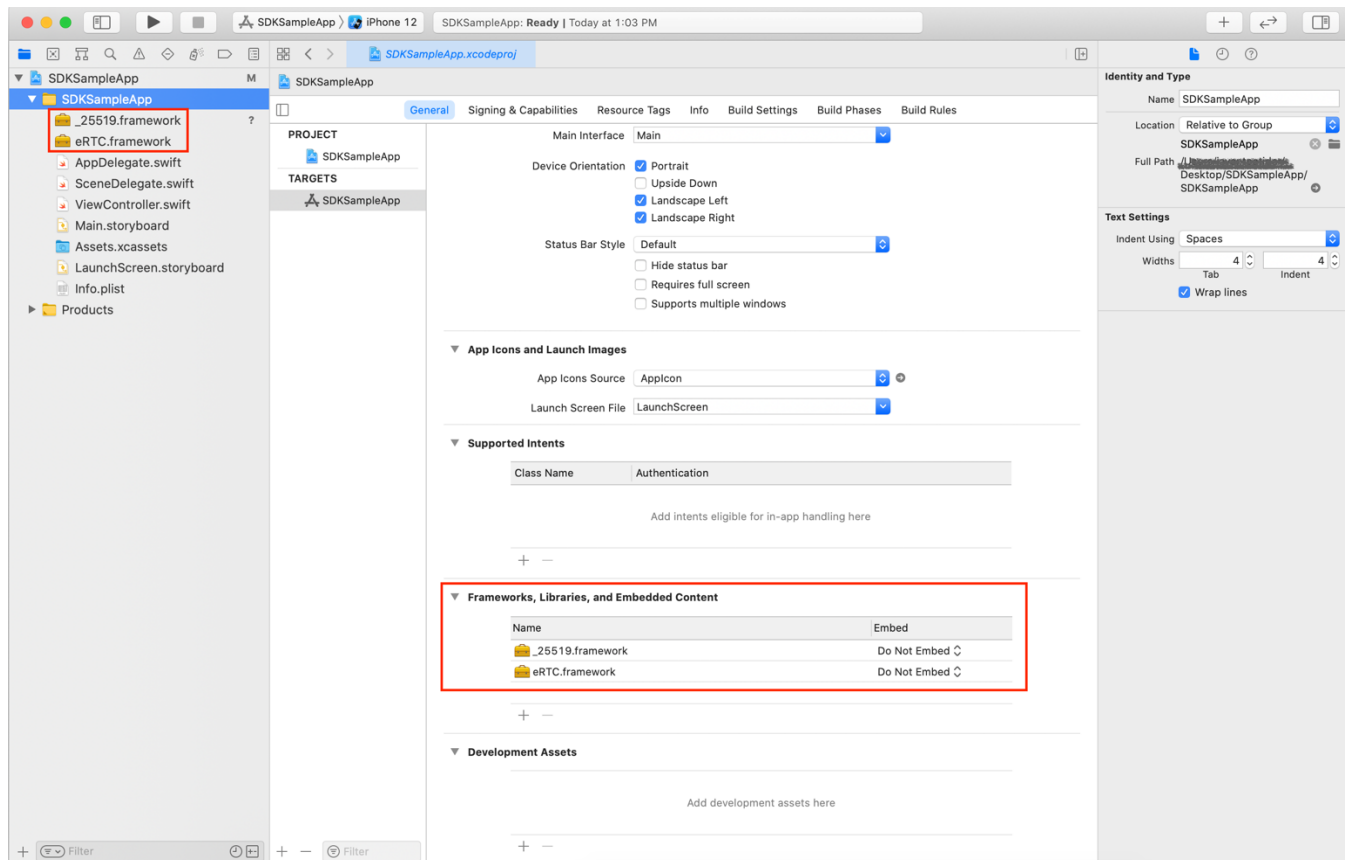 SDKSampleApp
iPhone 12
SDKSampleApp: Ready | Today at 1:03 PM
SDKSampleApp
M
SDKSampleApp
_25519.framework
?
eRTC.framework
AppDelegate.swift
SceneDelegate.swift
ViewController.swift
Main.storyboard
Assets.xcassets
LaunchScreen.storyboard
Info.plist
Products
Filter
SDKSampleApp.xcodeproj
SDKSampleApp
General
Signing & Capabilities
Resource Tags
Info
Build Settings
Build Phases
Build Rules
PROJECT
SDKSampleApp
TARGETS
SDKSampleApp
Filter
Main Interface
Main
Device Orientation
Portrait
Upside Down
Landscape Left
Landscape Right
Status Bar Style
Default
Hide status bar
Requires full screen
Supports multiple windows
App Icons and Launch Images
App Icons Source
AppIcon
Launch Screen File
LaunchScreen
Supported Intents
Class Name
Authentication
Add intents eligible for in-app handling here
Frameworks, Libraries, and Embedded Content
Name
Embed
_25519.framework
Do Not Embed
eRTC.framework
Do Not Embed
Development Assets
Add development assets here
Identity and Type
Name
SDKSampleApp
Location
Relative to Group
SDKSampleApp
Full Path
Desktop/SDKSampleApp/
SDKSampleApp
Text Settings
Indent Using
Spaces
Widths
4
4
Tab
Indent
Wrap lines